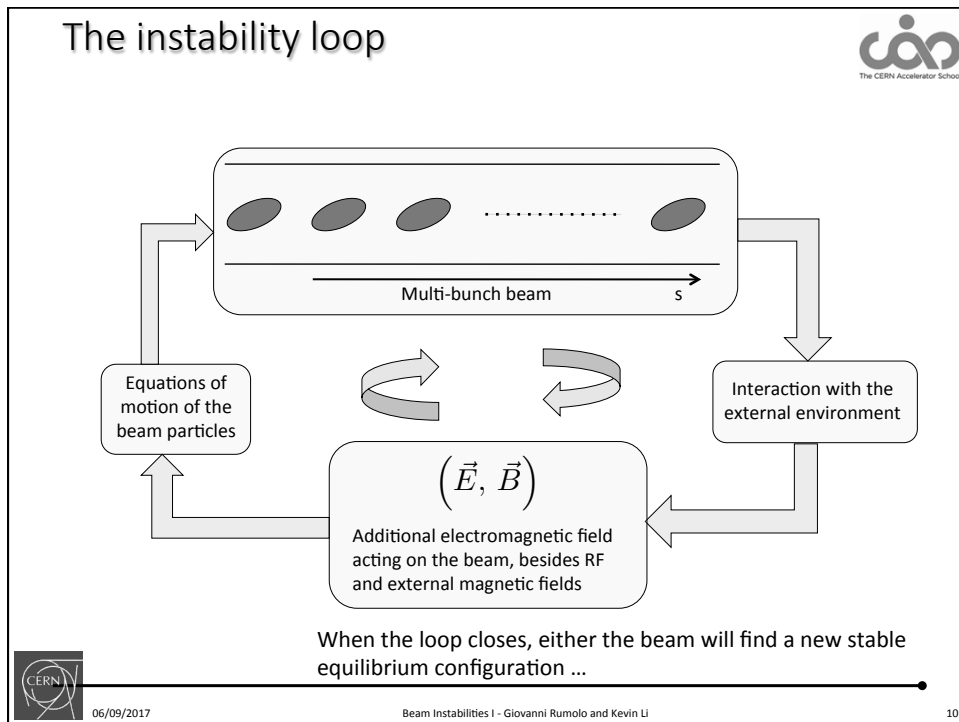 The instability loop
The CERN Accelerator School
Multi-bunch beam s
Equations of
motion of the
beam particles
Interaction with the
external environment
(E⃗, B⃗)
Additional electromagnetic field
acting on the beam, besides RF
and external magnetic fields
When the loop closes, either the beam will find a new stable
equilibrium configuration …
CERN
06/09/2017 Beam Instabilities I - Giovanni Rumolo and Kevin Li 10